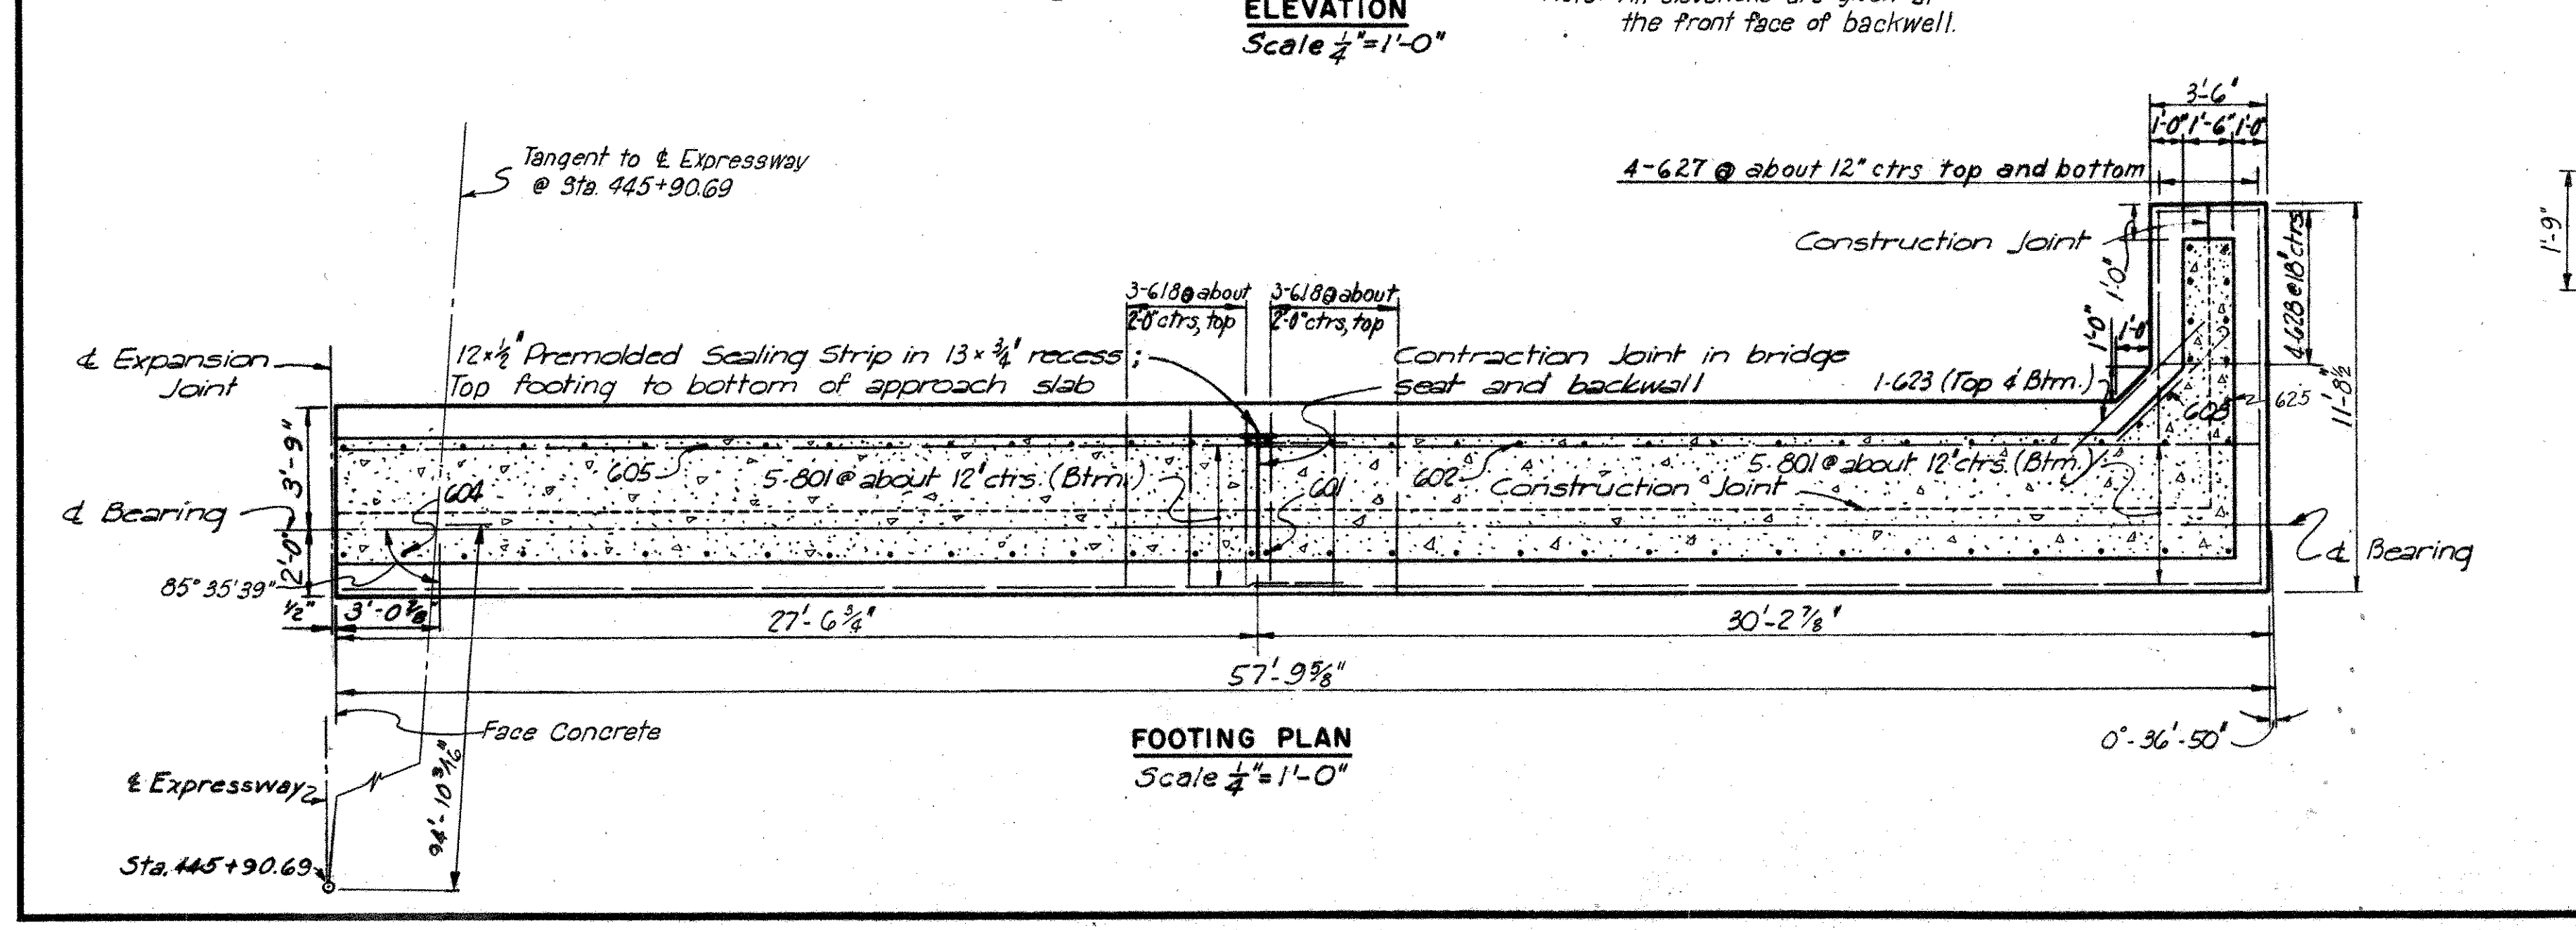 ELEVATION
Scale 1/4"=1'-0"
the front face of backwell.
3'-6"
1'-0" 1'-6" 1'-0"
Tangent to ℄ Expressway
@ Sta. 445+90.69
4-627 @ about 12" ctrs top and bottom
1'-9"
Construction Joint
1'-0"
4-628@18"ctrs
3-618@about
2'-0"ctrs, top
3-618@about
2'-0"ctrs, top
1'-0"
1'-0"
℄ Expansion
Joint
12×1/2" Premolded Sealing Strip in 13×3/4" recess;
Top footing to bottom of approach slab
Contraction Joint in bridge
seat and backwall
1-623 (Top & Btm.)
603
625
11'-8 1/2"
3'-9"
605
5-801@about 12"ctrs.(Btm.)
602
5-801@about 12"ctrs.(Btm.)
604
601
Construction Joint
℄ Bearing
2'-0"
℄ Bearing
85° 35' 39"
1/2"
3'-0 7/8"
27'-6 3/4"
30'-2 7/8"
57'-9 5/8"
Face Concrete
FOOTING PLAN
Scale 1/4"=1'-0"
0°-36'-50"
℄ Expressway
94'-10 3/16"
Sta. 445+90.69